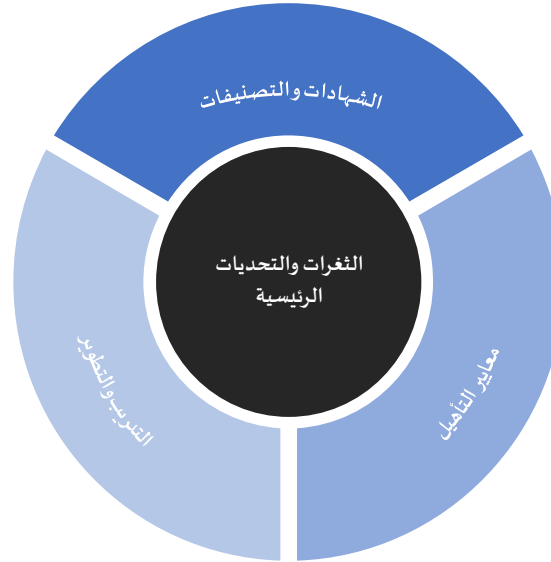 الشهادات والتصنيفات
الثغرات والتحديات
الرئيسية
معايير التأهيل
التدريب والتطوير